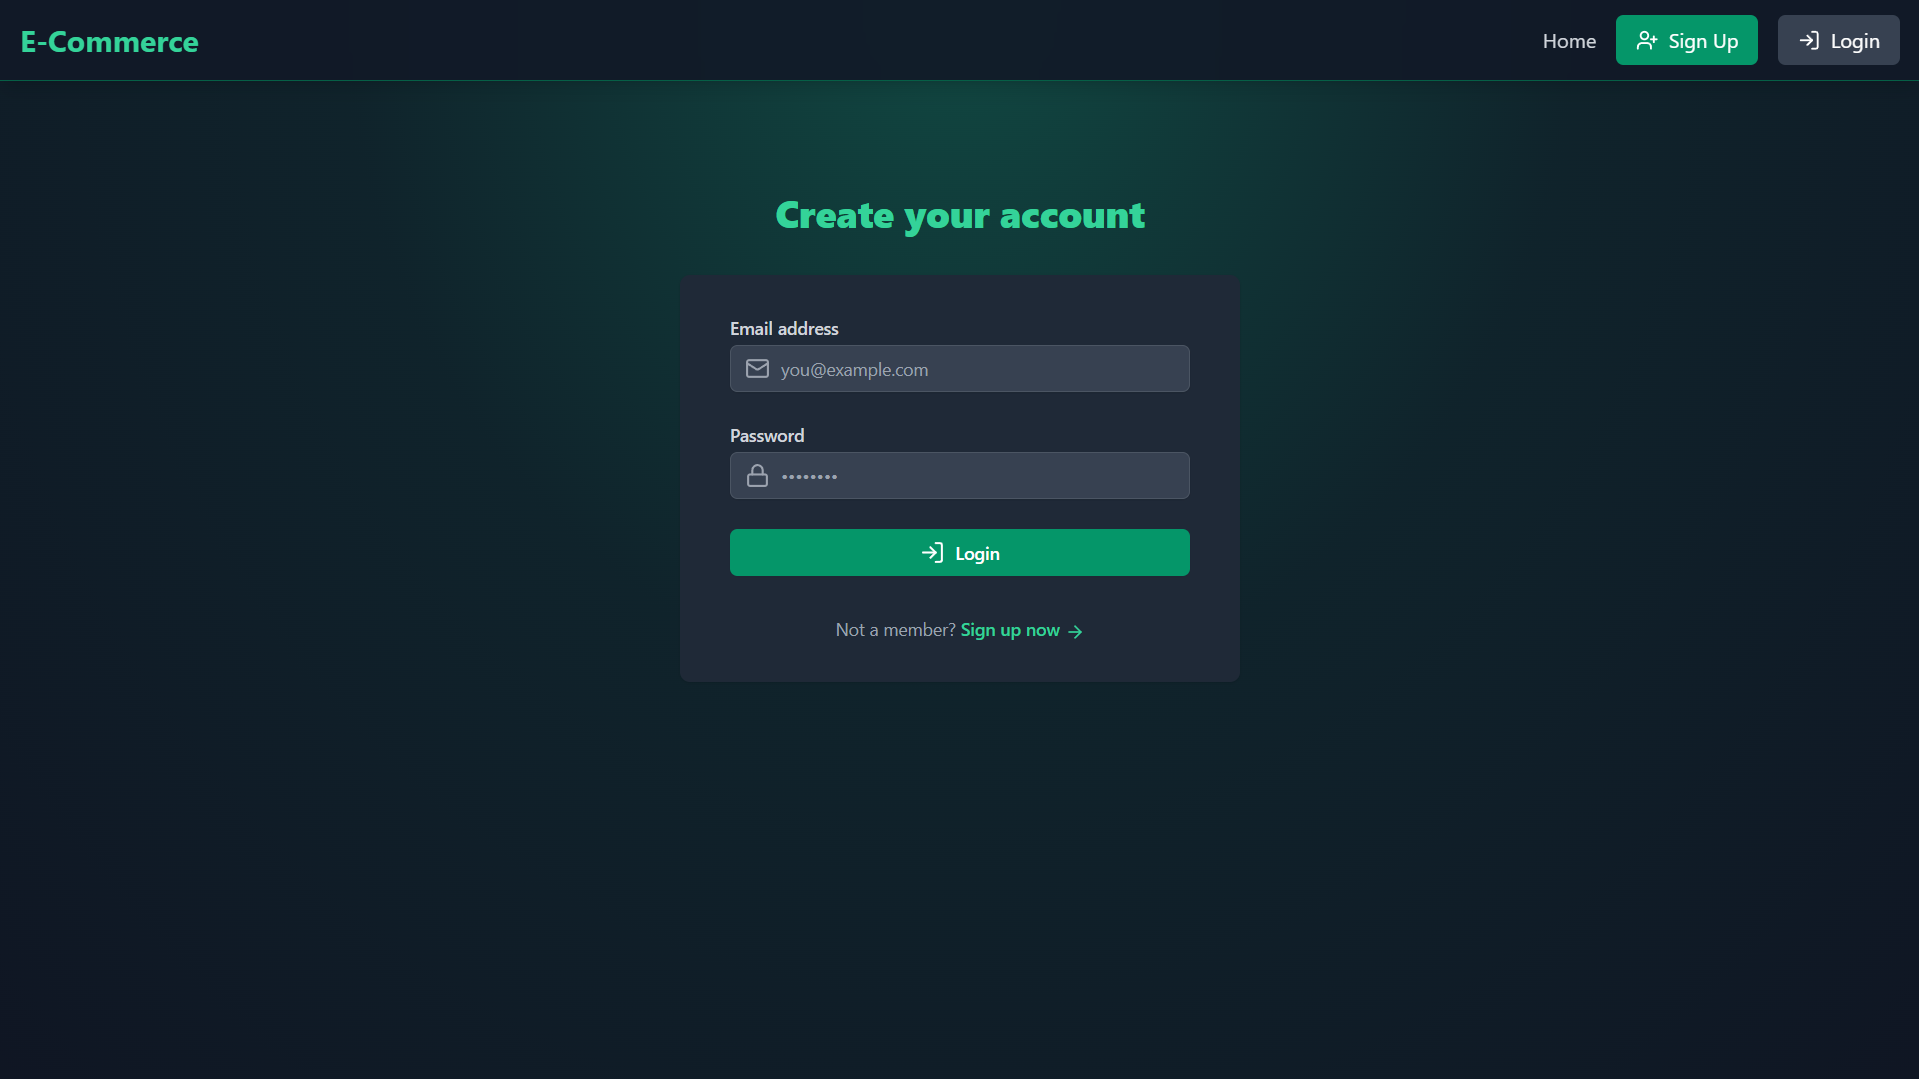 E-Commerce
Home
Sign Up
Login
Create your account
Email address
you@example.com
Password
••••••••
Login
Not a member? Sign up now →